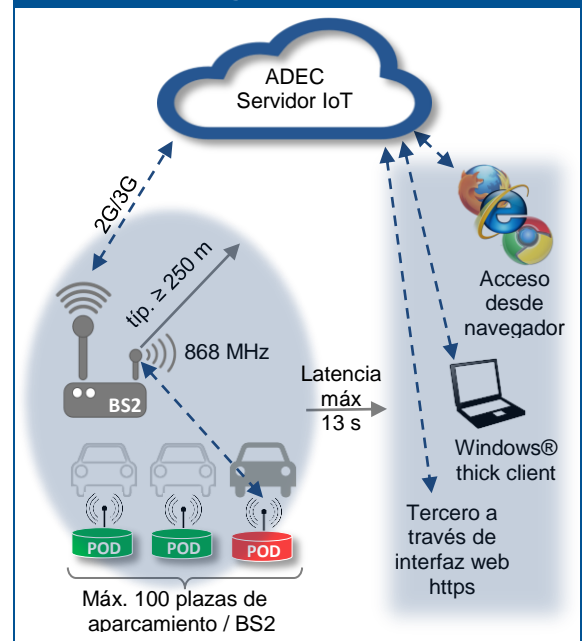 ADEC
Servidor IoT
2G/3G
típ. ≥ 250 m
868 MHz
BS2
Acceso
desde
navegador
Latencia
máx
13 s
Windows®
thick client
POD
POD
POD
Tercero a
través de
interfaz web
https
Máx. 100 plazas de
aparcamiento / BS2